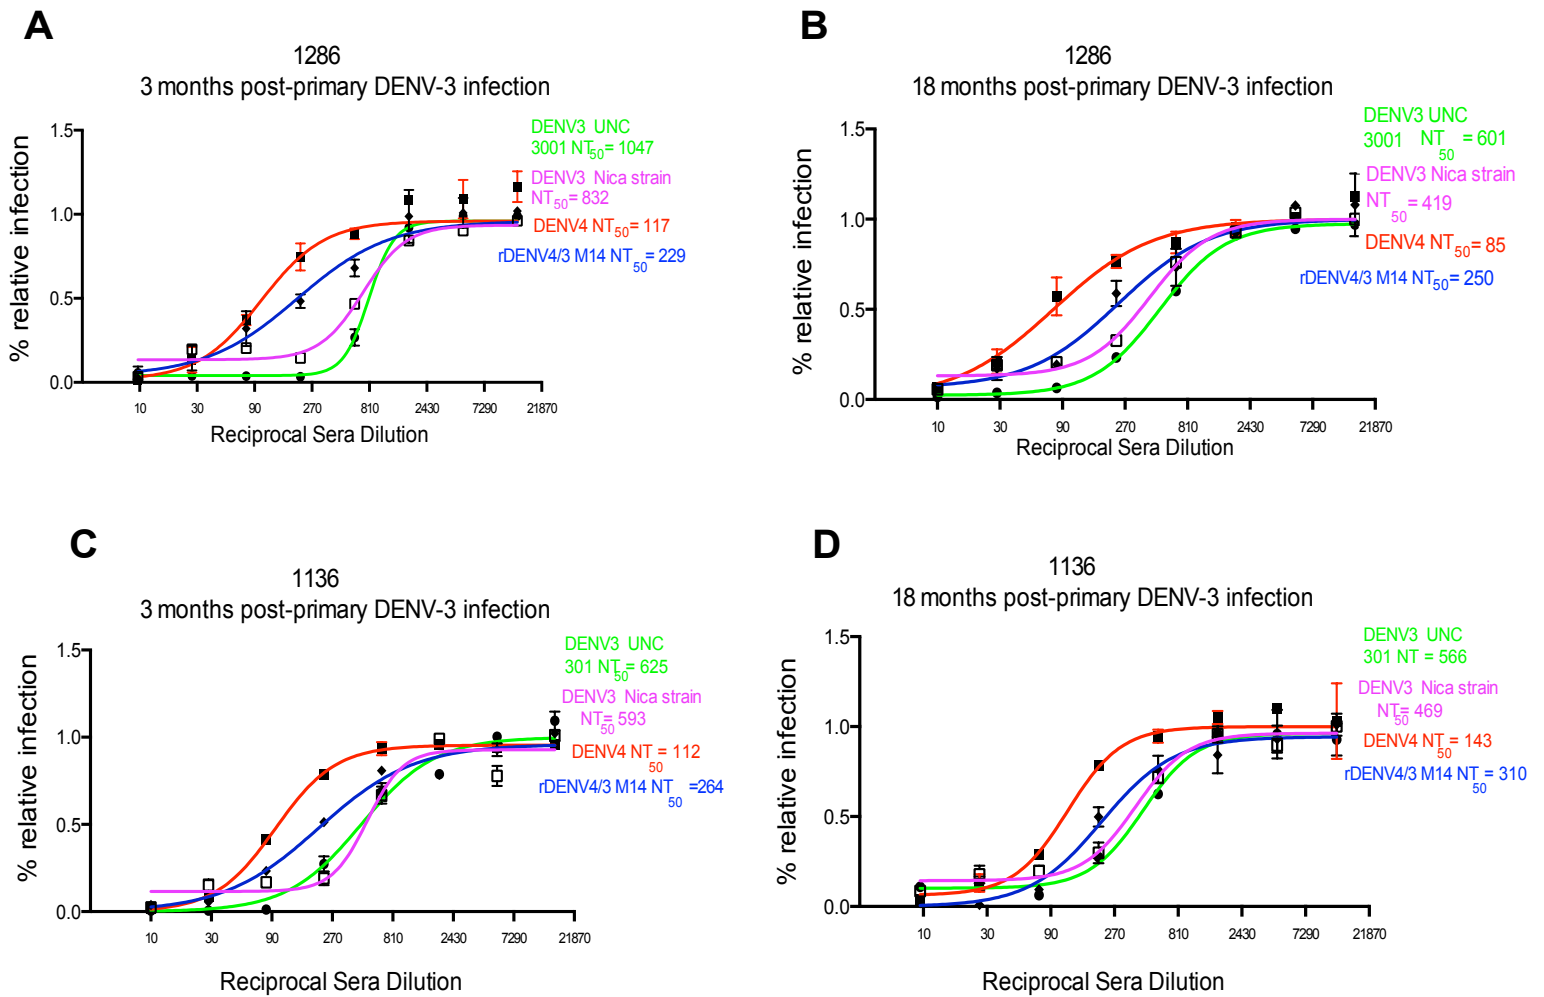 A
1286
3 months post-primary DENV-3 infection
DENV3 UNC
3001 NT50= 1047
DENV3 Nica strain
NT50= 832
DENV4 NT50= 117
rDENV4/3 M14 NT50= 229
% relative infection
1.5
1.0
0.5
0.0
10 30 90 270 810 2430 7290 21870
Reciprocal Sera Dilution
B
1286
18 months post-primary DENV-3 infection
DENV3 UNC
3001 NT50 = 601
DENV3 Nica strain
NT50 = 419
DENV4 NT50= 85
rDENV4/3 M14 NT50= 250
% relative infection
1.5
1.0
0.5
0.0
10 30 90 270 810 2430 7290 21870
Reciprocal Sera Dilution
C
1136
3 months post-primary DENV-3 infection
DENV3 UNC
301 NT50= 625
DENV3 Nica strain
NT50= 593
DENV4 NT50 = 112
rDENV4/3 M14 NT50 =264
% relative infection
1.5
1.0
0.5
0.0
10 30 90 270 810 2430 7290 21870
Reciprocal Sera Dilution
D
1136
18 months post-primary DENV-3 infection
DENV3 UNC
301 NT = 566
DENV3 Nica strain
NT50= 469
DENV4 NT50 = 143
rDENV4/3 M14 NT50 = 310
% relative infection
1.5
1.0
0.5
0.0
10 30 90 270 810 2430 7290 21870
Reciprocal Sera Dilution